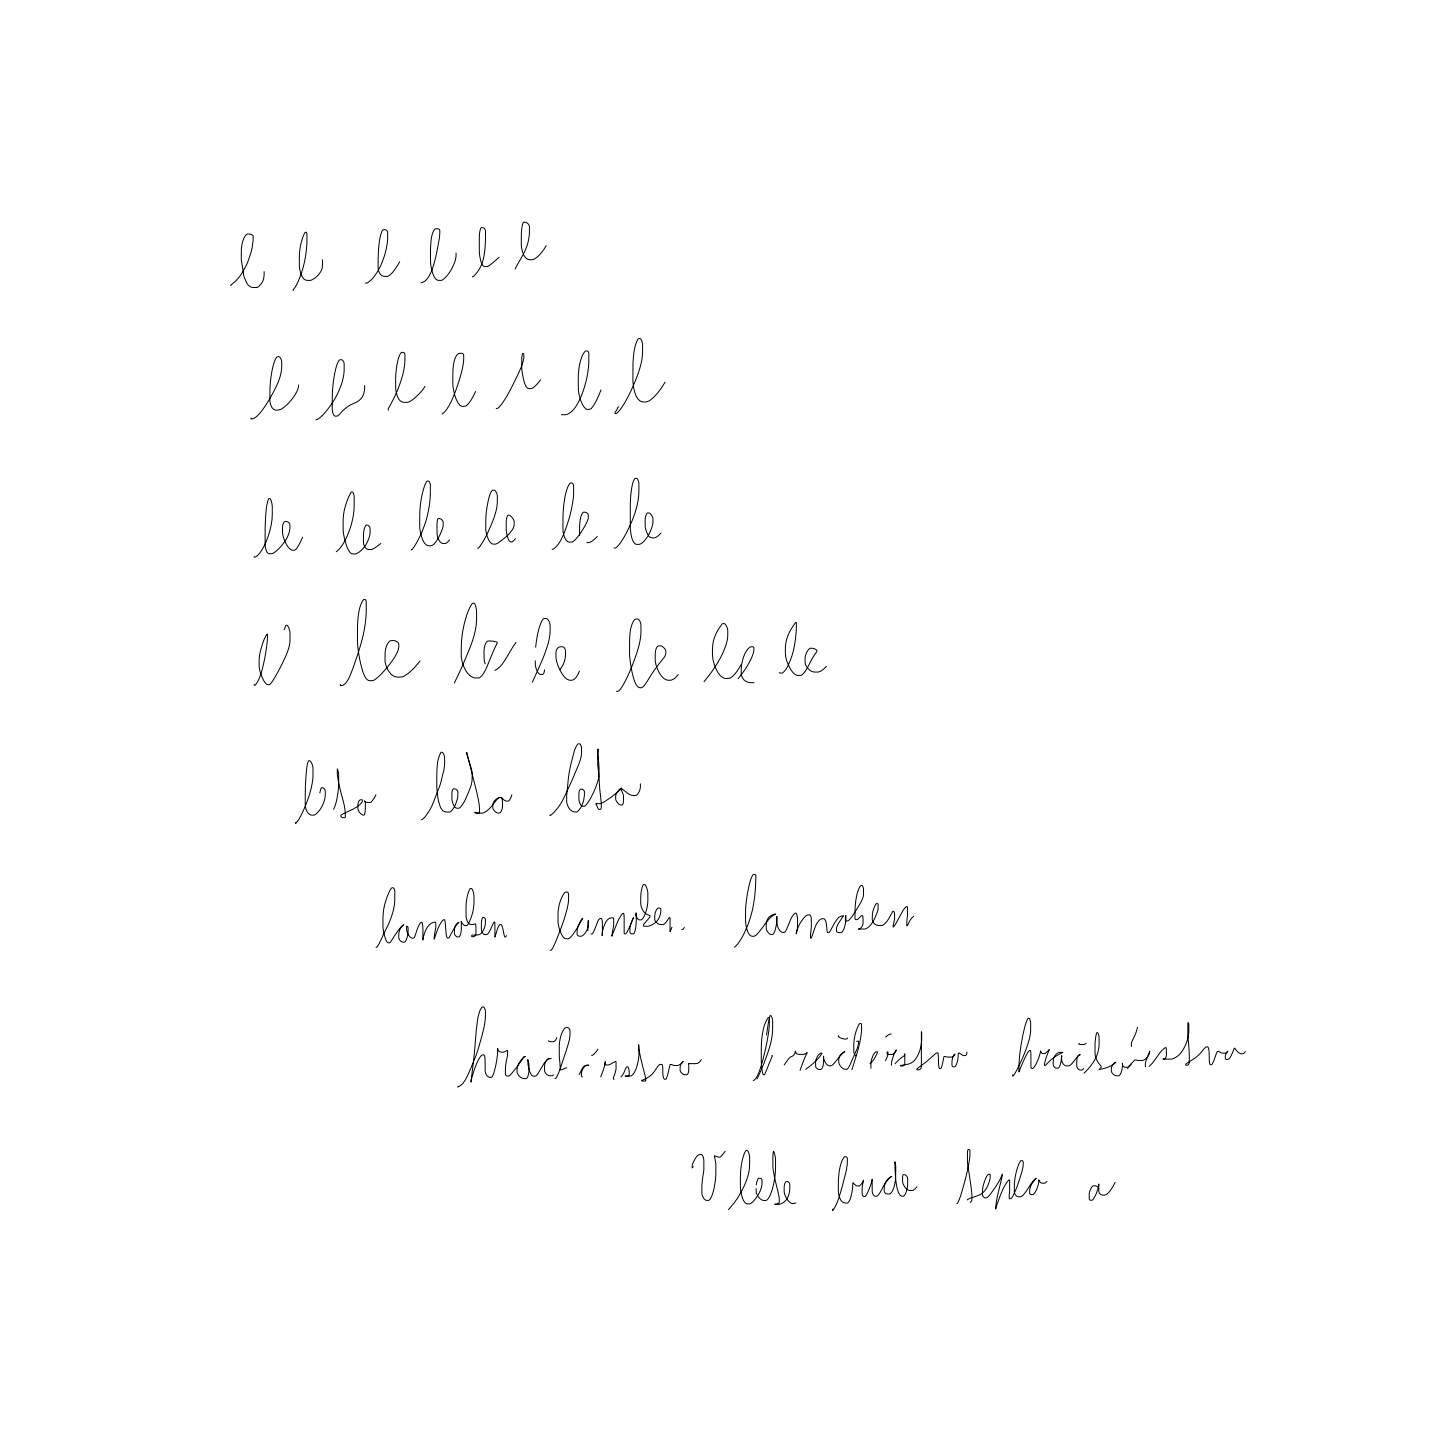 l l l l l l
l l l l l l l
le le le le le le
le le le le le le le
leto leto leto
lamoken lamoken lamoken
hračkárstvo hračkárstvo hračkárstvo
V lete bude teplo a